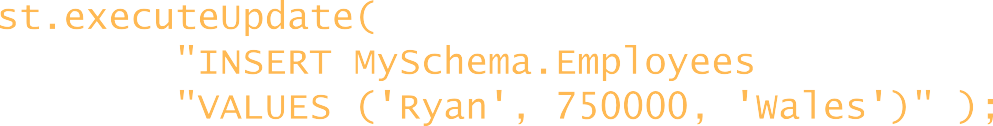 st.executeUpdate(
"INSERT MySchema.Employees
"VALUES ('Ryan', 750000, 'Wales')" );